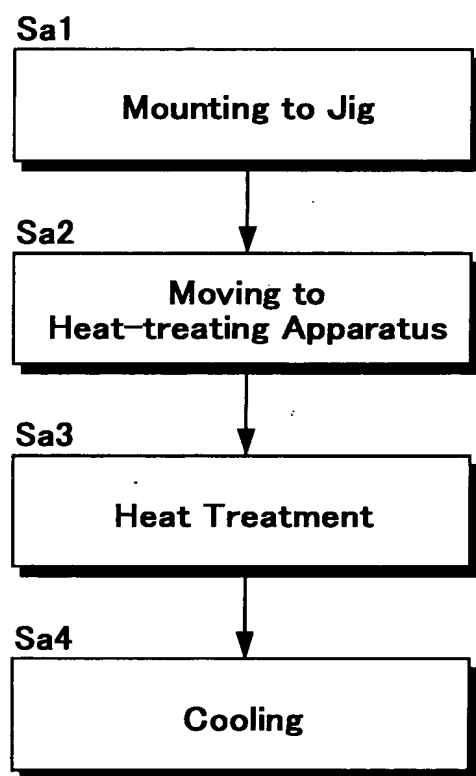 Sa1
Mounting to Jig
Sa2
Moving to
Heat-treating Apparatus
Sa3
Heat Treatment
Sa4
Cooling